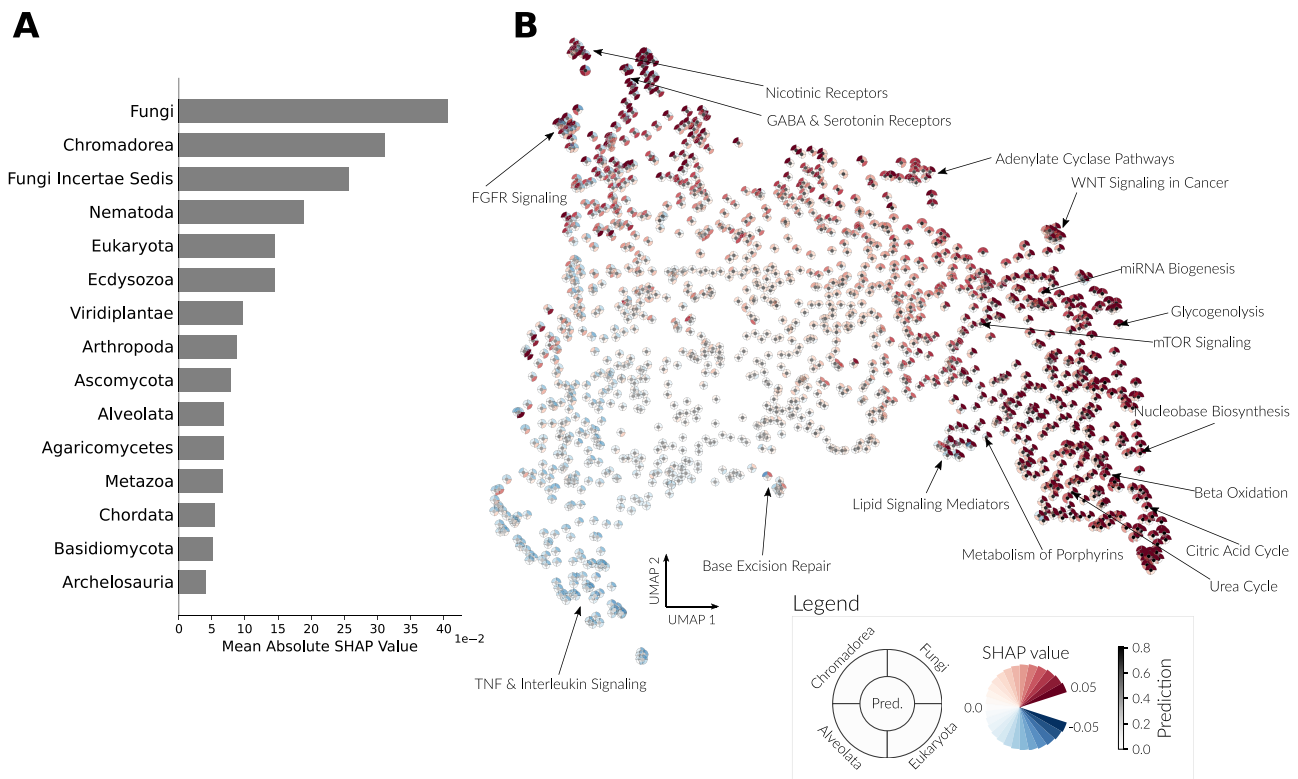 A
Fungi
Chromadorea
Fungi Incertae Sedis
Nematoda
Eukaryota
Ecdysozoa
Viridiplantae
Arthropoda
Ascomycota
Alveolata
Agaricomycetes
Metazoa
Chordata
Basidiomycota
Archelosauria
0 5 10 15 20 25 30 35 40
1e−2
Mean Absolute SHAP Value
B
Nicotinic Receptors
GABA & Serotonin Receptors
FGFR Signaling
Adenylate Cyclase Pathways
WNT Signaling in Cancer
miRNA Biogenesis
Glycogenolysis
mTOR Signaling
Nucleobase Biosynthesis
Lipid Signaling Mediators
Beta Oxidation
Metabolism of Porphyrins
Citric Acid Cycle
Urea Cycle
Base Excision Repair
TNF & Interleukin Signaling
UMAP 2
UMAP 1
Legend
Chromadorea
Fungi
Pred.
Alveolata
Eukaryota
SHAP value
0.05
0.0
-0.05
0.8
0.6
0.4
0.2
0.0
Prediction